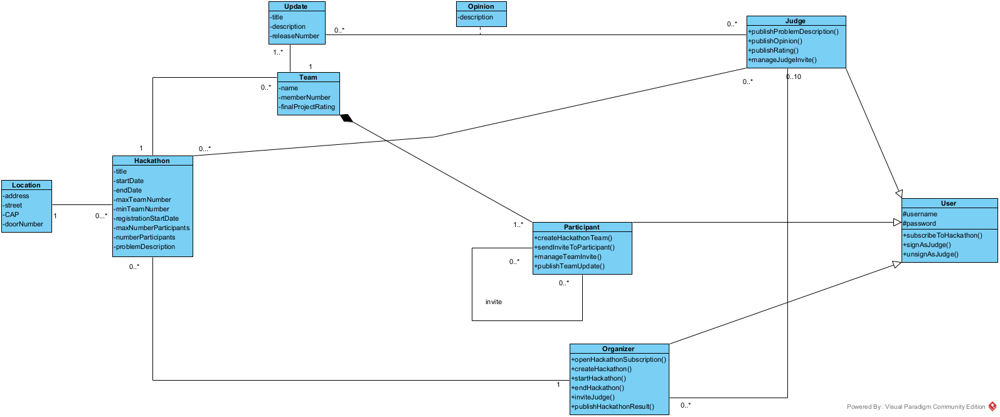 Update
-title
-description
-releaseNumber
0..*
1..*
Opinion
-description
0..*
Judge
+publishProblemDescription()
+publishOpinion()
+publishRating()
+manageJudgeInvite()
0..*
0..10
1
Team
-name
-memberNumber
-finalProjectRating
0..*
1
0...*
Hackathon
-title
-startDate
-endDate
-maxTeamNumber
-minTeamNumber
-registrationStartDate
-maxNumberParticipants
-numberParticipants
-problemDescription
0..*
Location
-address
-street
-CAP
-doorNumber
1
0...*
1..*
Participant
+createHackathonTeam()
+sendInviteToParticipant()
+manageTeamInvite()
+publishTeamUpdate()
0..*
0..*
invite
User
#username
#password
+subscribeToHackathon()
+signAsJudge()
+unsignAsJudge()
Organizer
+openHackathonSubscription()
+createHackathon()
+startHackathon()
+endHackathon()
+inviteJudge()
+publishHackathonResult()
1
0..*
Powered By Visual Paradigm Community Edition